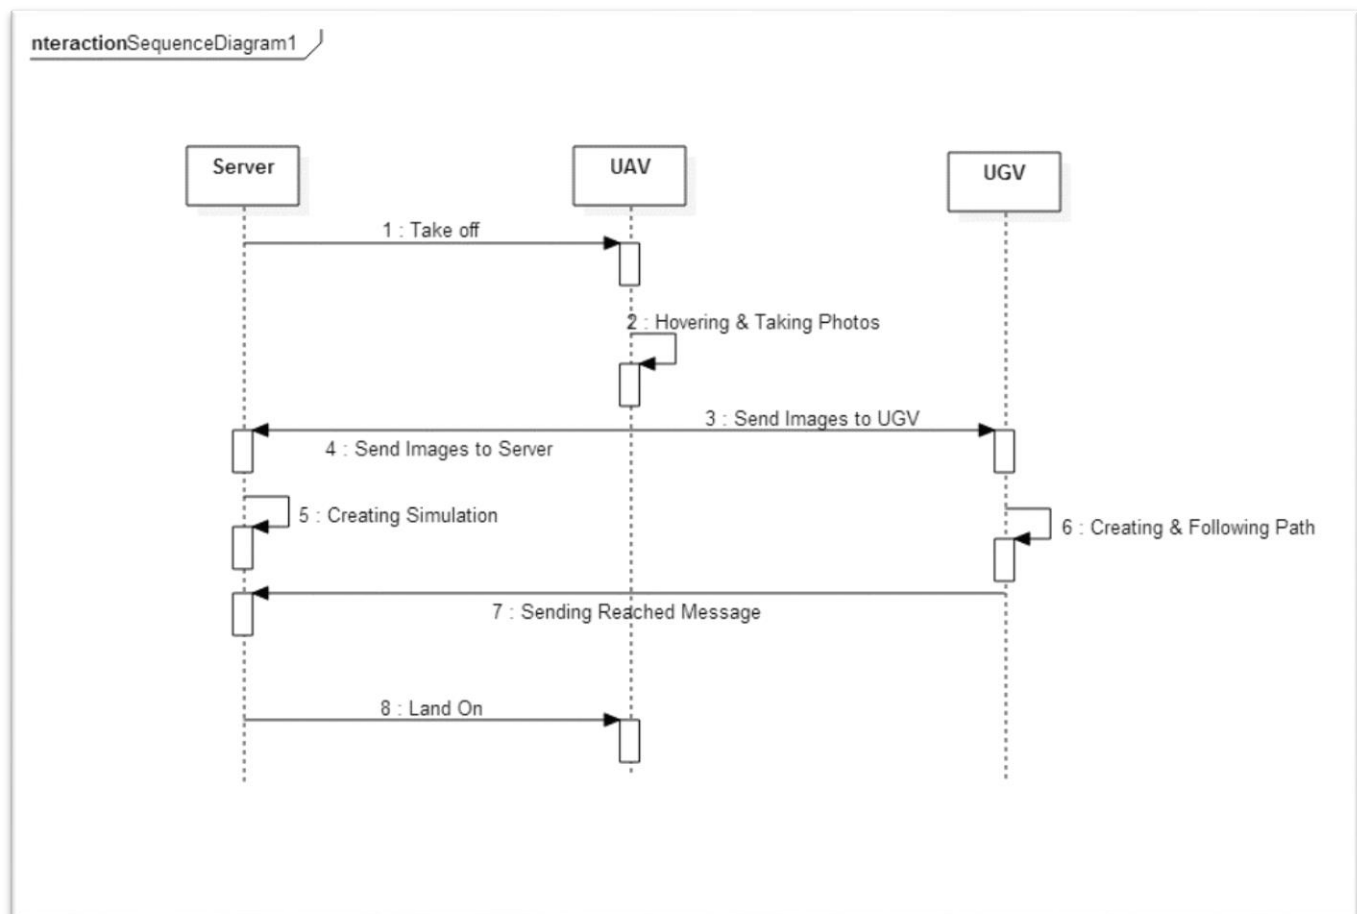 nteractionSequenceDiagram1
Server
UAV
UGV
1 : Take off
2 : Hovering & Taking Photos
3 : Send Images to UGV
4 : Send Images to Server
5 : Creating Simulation
6 : Creating & Following Path
7 : Sending Reached Message
8 : Land On